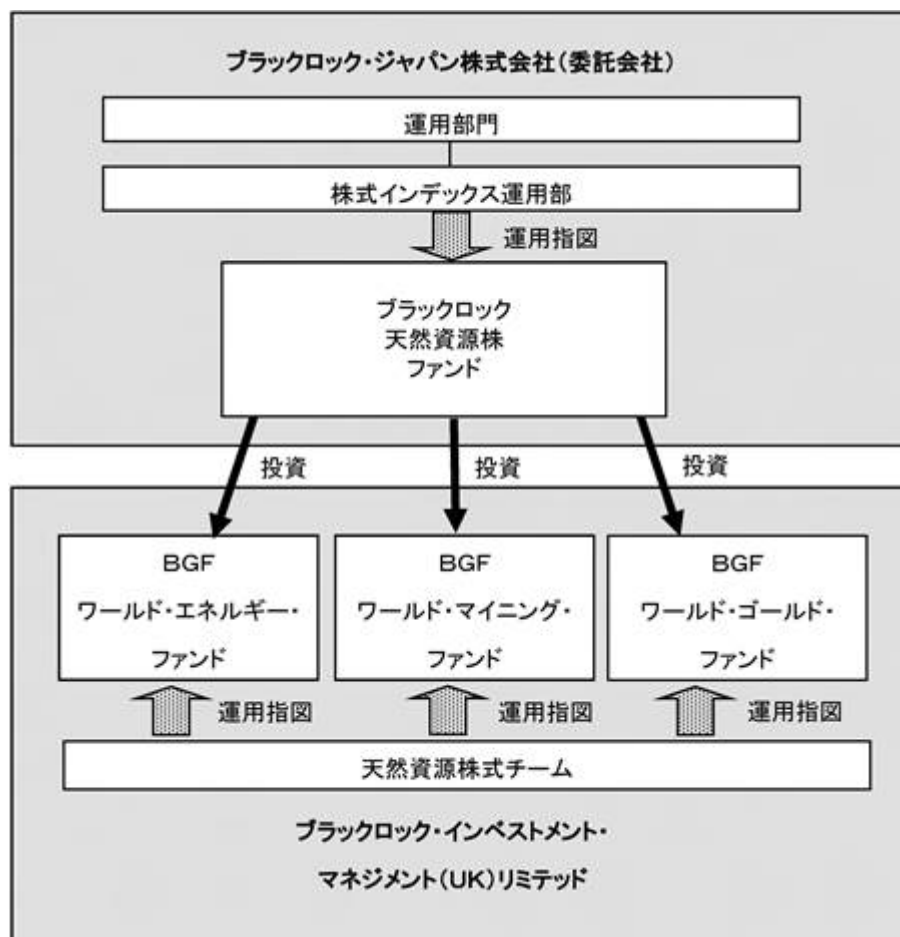 ブラックロック・ジャパン株式会社(委託会社)
運用部門
株式インデックス運用部
運用指図
ブラックロック
天然資源株
ファンド
投資 投資 投資
BGF BGF BGF
ワールド・エネルギー・ ワールド・マイニング・ ワールド・ゴールド・
ファンド ファンド ファンド
運用指図 運用指図 運用指図
天然資源株式チーム
ブラックロック・インベストメント・
マネジメント(UK)リミテッド